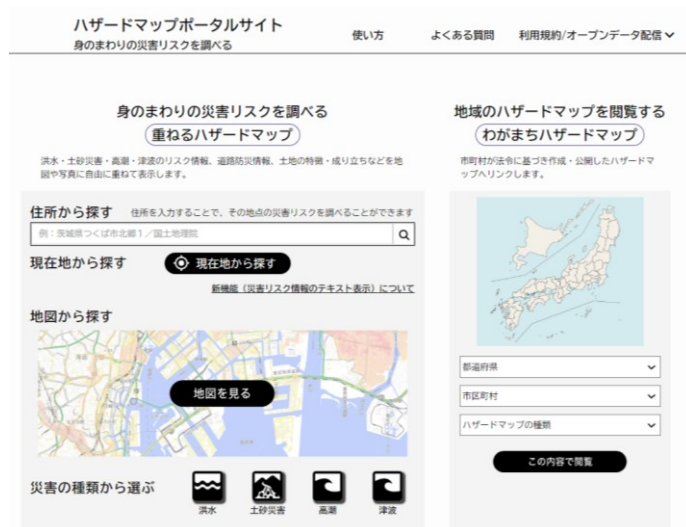 ハザードマップポータルサイト
身のまわりの災害リスクを調べる
使い方
よくある質問
利用規約/オープンデータ配信
身のまわりの災害リスクを調べる
重ねるハザードマップ
洪水・土砂災害・高潮・津波のリスク情報、道路防災情報、土地の特徴・成り立ちなどを地
図や写真に自由に重ねて表示します。
住所から探す 住所を入力することで、その地点の災害リスクを調べることができます
例：茨城県つくば市北郷１／国土地理院
現在地から探す
現在地から探す
新機能（災害リスク情報のテキスト表示）について
地図から探す
地図を見る
災害の種類から選ぶ
洪水
土砂災害
高潮
津波
地域のハザードマップを閲覧する
わがまちハザードマップ
市町村が法令に基づき作成・公開したハザードマ
ップへリンクします。
都道府県
市区町村
ハザードマップの種類
この内容で閲覧